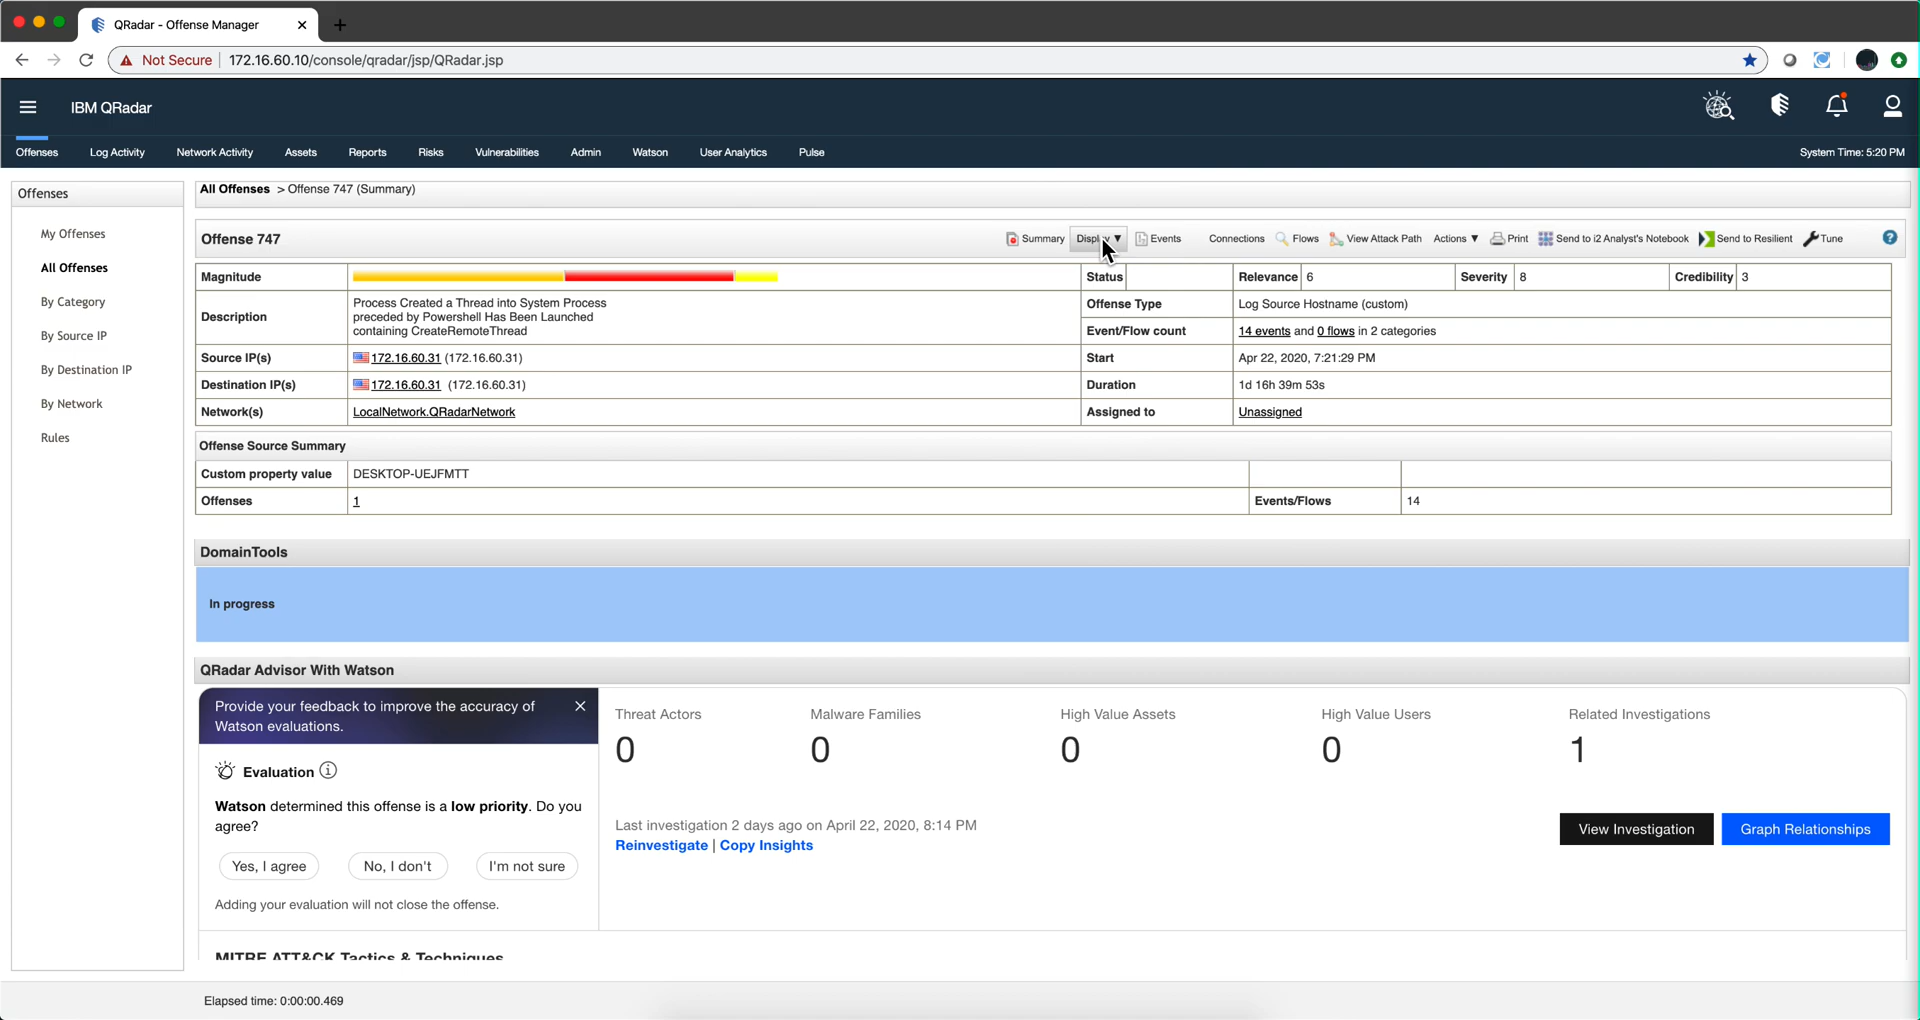 QRadar - Offense Manager
Not Secure 172.16.60.10/console/qradar/jsp/QRadar.jsp
IBM QRadar
Offenses Log Activity Network Activity Assets Reports Risks Vulnerabilities Admin Watson User Analytics Pulse System Time: 5:20 PM
Offenses
My Offenses
All Offenses
By Category
By Source IP
By Destination IP
By Network
Rules
All Offenses > Offense 747 (Summary)
Offense 747 Summary Display ▼ Events Connections Flows View Attack Path Actions ▼ Print Send to i2 Analyst's Notebook Send to Resilient Tune ?
Magnitude Status Relevance 6 Severity 8 Credibility 3
Description
Process Created a Thread into System Process
preceded by Powershell Has Been Launched
containing CreateRemoteThread
Offense Type Log Source Hostname (custom)
Event/Flow count 14 events and 0 flows in 2 categories
Source IP(s) 172.16.60.31 (172.16.60.31) Start Apr 22, 2020, 7:21:29 PM
Destination IP(s) 172.16.60.31 (172.16.60.31) Duration 1d 16h 39m 53s
Network(s) LocalNetwork.QRadarNetwork Assigned to Unassigned
Offense Source Summary
Custom property value DESKTOP-UEJFMTT
Offenses 1 Events/Flows 14
DomainTools
In progress
QRadar Advisor With Watson
Provide your feedback to improve the accuracy of
Watson evaluations.
Evaluation
Watson determined this offense is a low priority. Do you
agree?
Yes, I agree No, I don't I'm not sure
Adding your evaluation will not close the offense.
Threat Actors Malware Families High Value Assets High Value Users Related Investigations
0 0 0 0 1
Last investigation 2 days ago on April 22, 2020, 8:14 PM
Reinvestigate | Copy Insights
View Investigation Graph Relationships
MITRE ATT&CK Tactics & Techniques
Elapsed time: 0:00:00.469